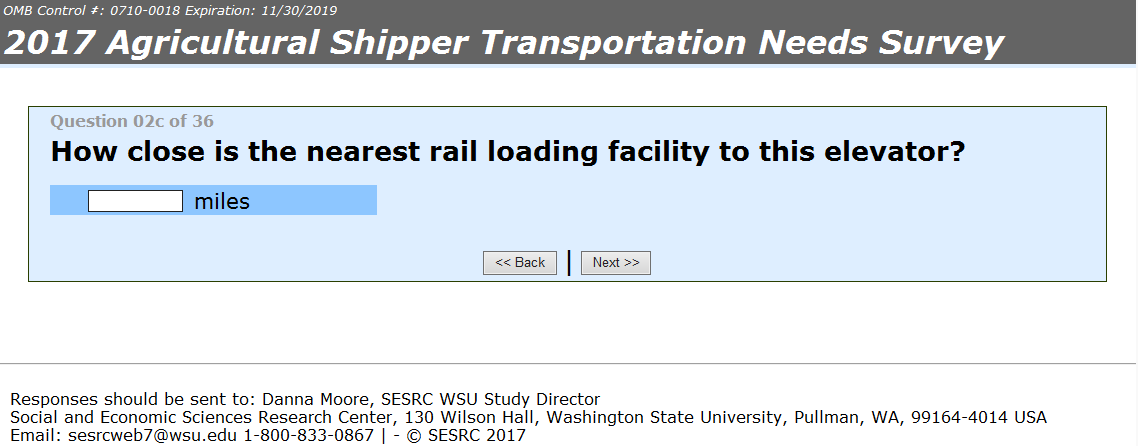 OMB Control #: 0710-0018 Expiration: 11/30/2019
2017 Agricultural Shipper Transportation Needs Survey
Question 02c of 36
How close is the nearest rail loading facility to this elevator?
miles
<< Back | Next >>
Responses should be sent to: Danna Moore, SESRC WSU Study Director
Social and Economic Sciences Research Center, 130 Wilson Hall, Washington State University, Pullman, WA, 99164-4014 USA
Email: sesrcweb7@wsu.edu 1-800-833-0867 | - © SESRC 2017